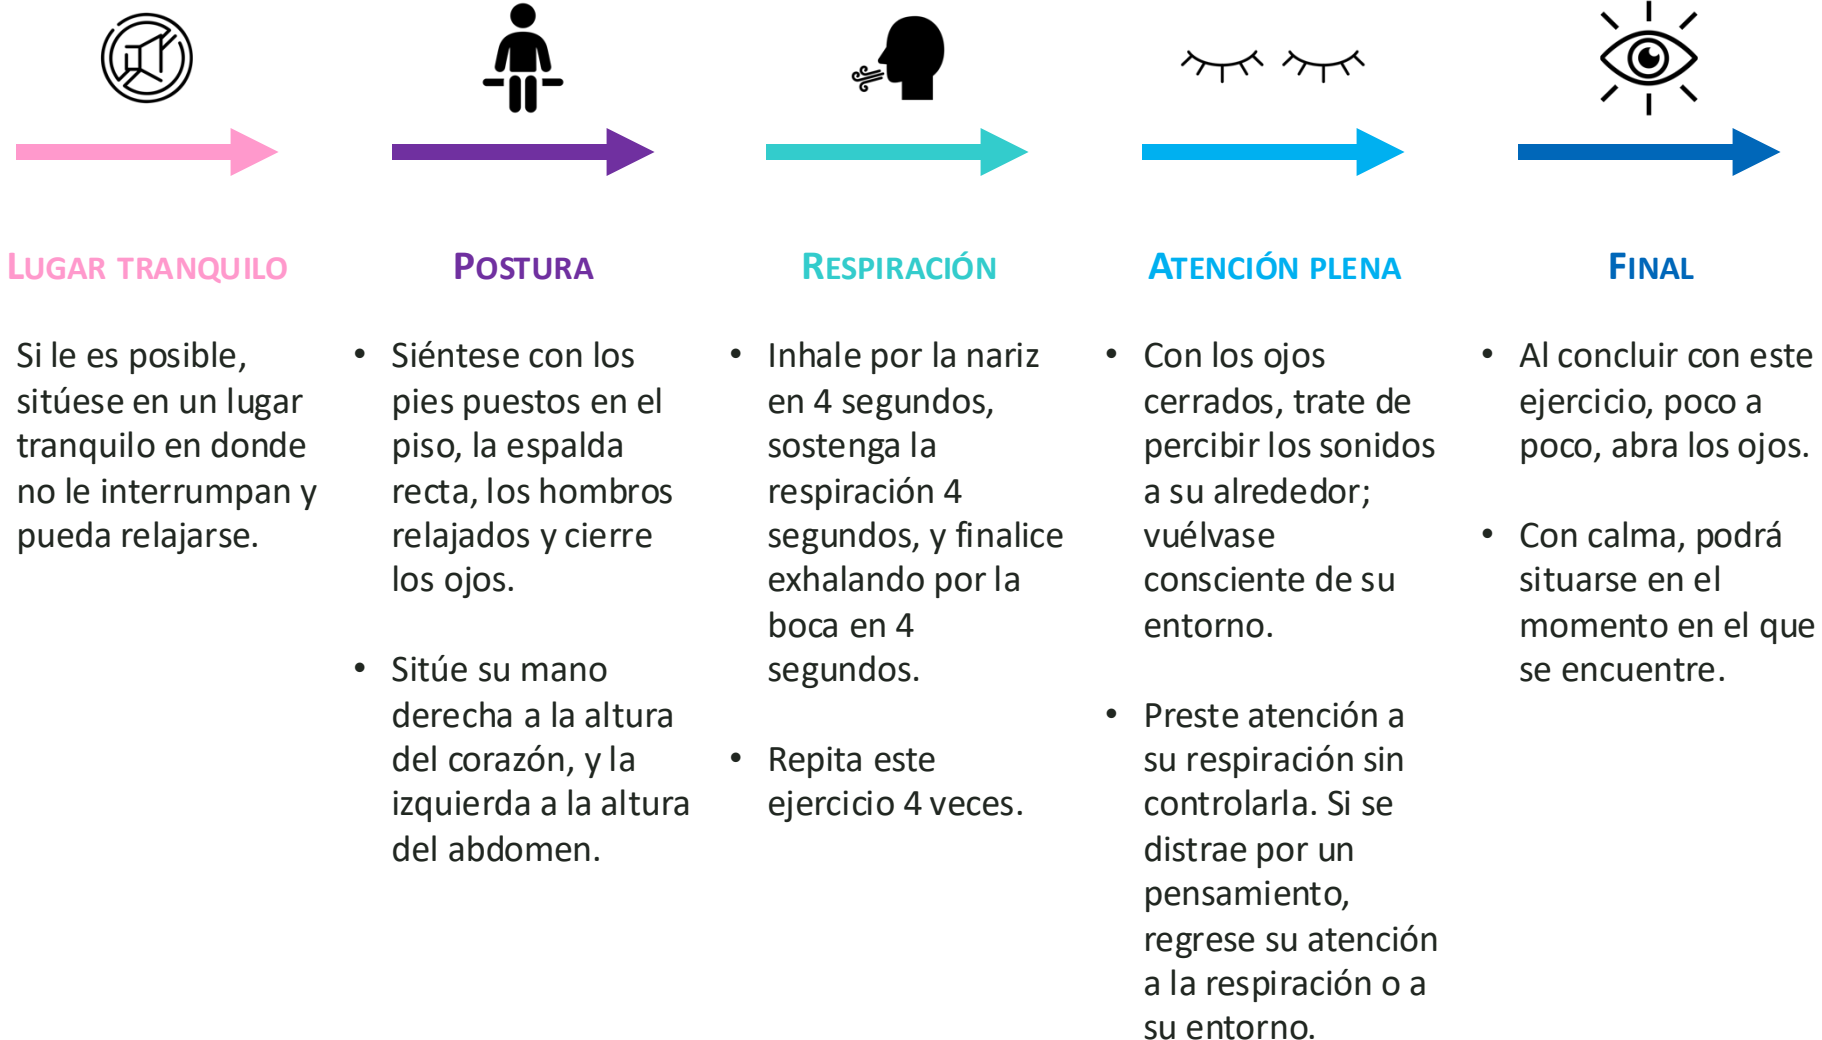 LUGAR TRANQUILO
Si le es posible,
sitúese en un lugar
tranquilo en donde
no le interrumpan y
pueda relajarse.
POSTURA
• Siéntese con los
pies puestos en el
piso, la espalda
recta, los hombros
relajados y cierre
los ojos.
• Sitúe su mano
derecha a la altura
del corazón, y la
izquierda a la altura
del abdomen.
RESPIRACIÓN
• Inhale por la nariz
en 4 segundos,
sostenga la
respiración 4
segundos, y finalice
exhalando por la
boca en 4
segundos.
• Repita este
ejercicio 4 veces.
ATENCIÓN PLENA
• Con los ojos
cerrados, trate de
percibir los sonidos
a su alrededor;
vuélvase
consciente de su
entorno.
• Preste atención a
su respiración sin
controlarla. Si se
distrae por un
pensamiento,
regrese su atención
a la respiración o a
su entorno.
FINAL
• Al concluir con este
ejercicio, poco a
poco, abra los ojos.
• Con calma, podrá
situarse en el
momento en el que
se encuentre.